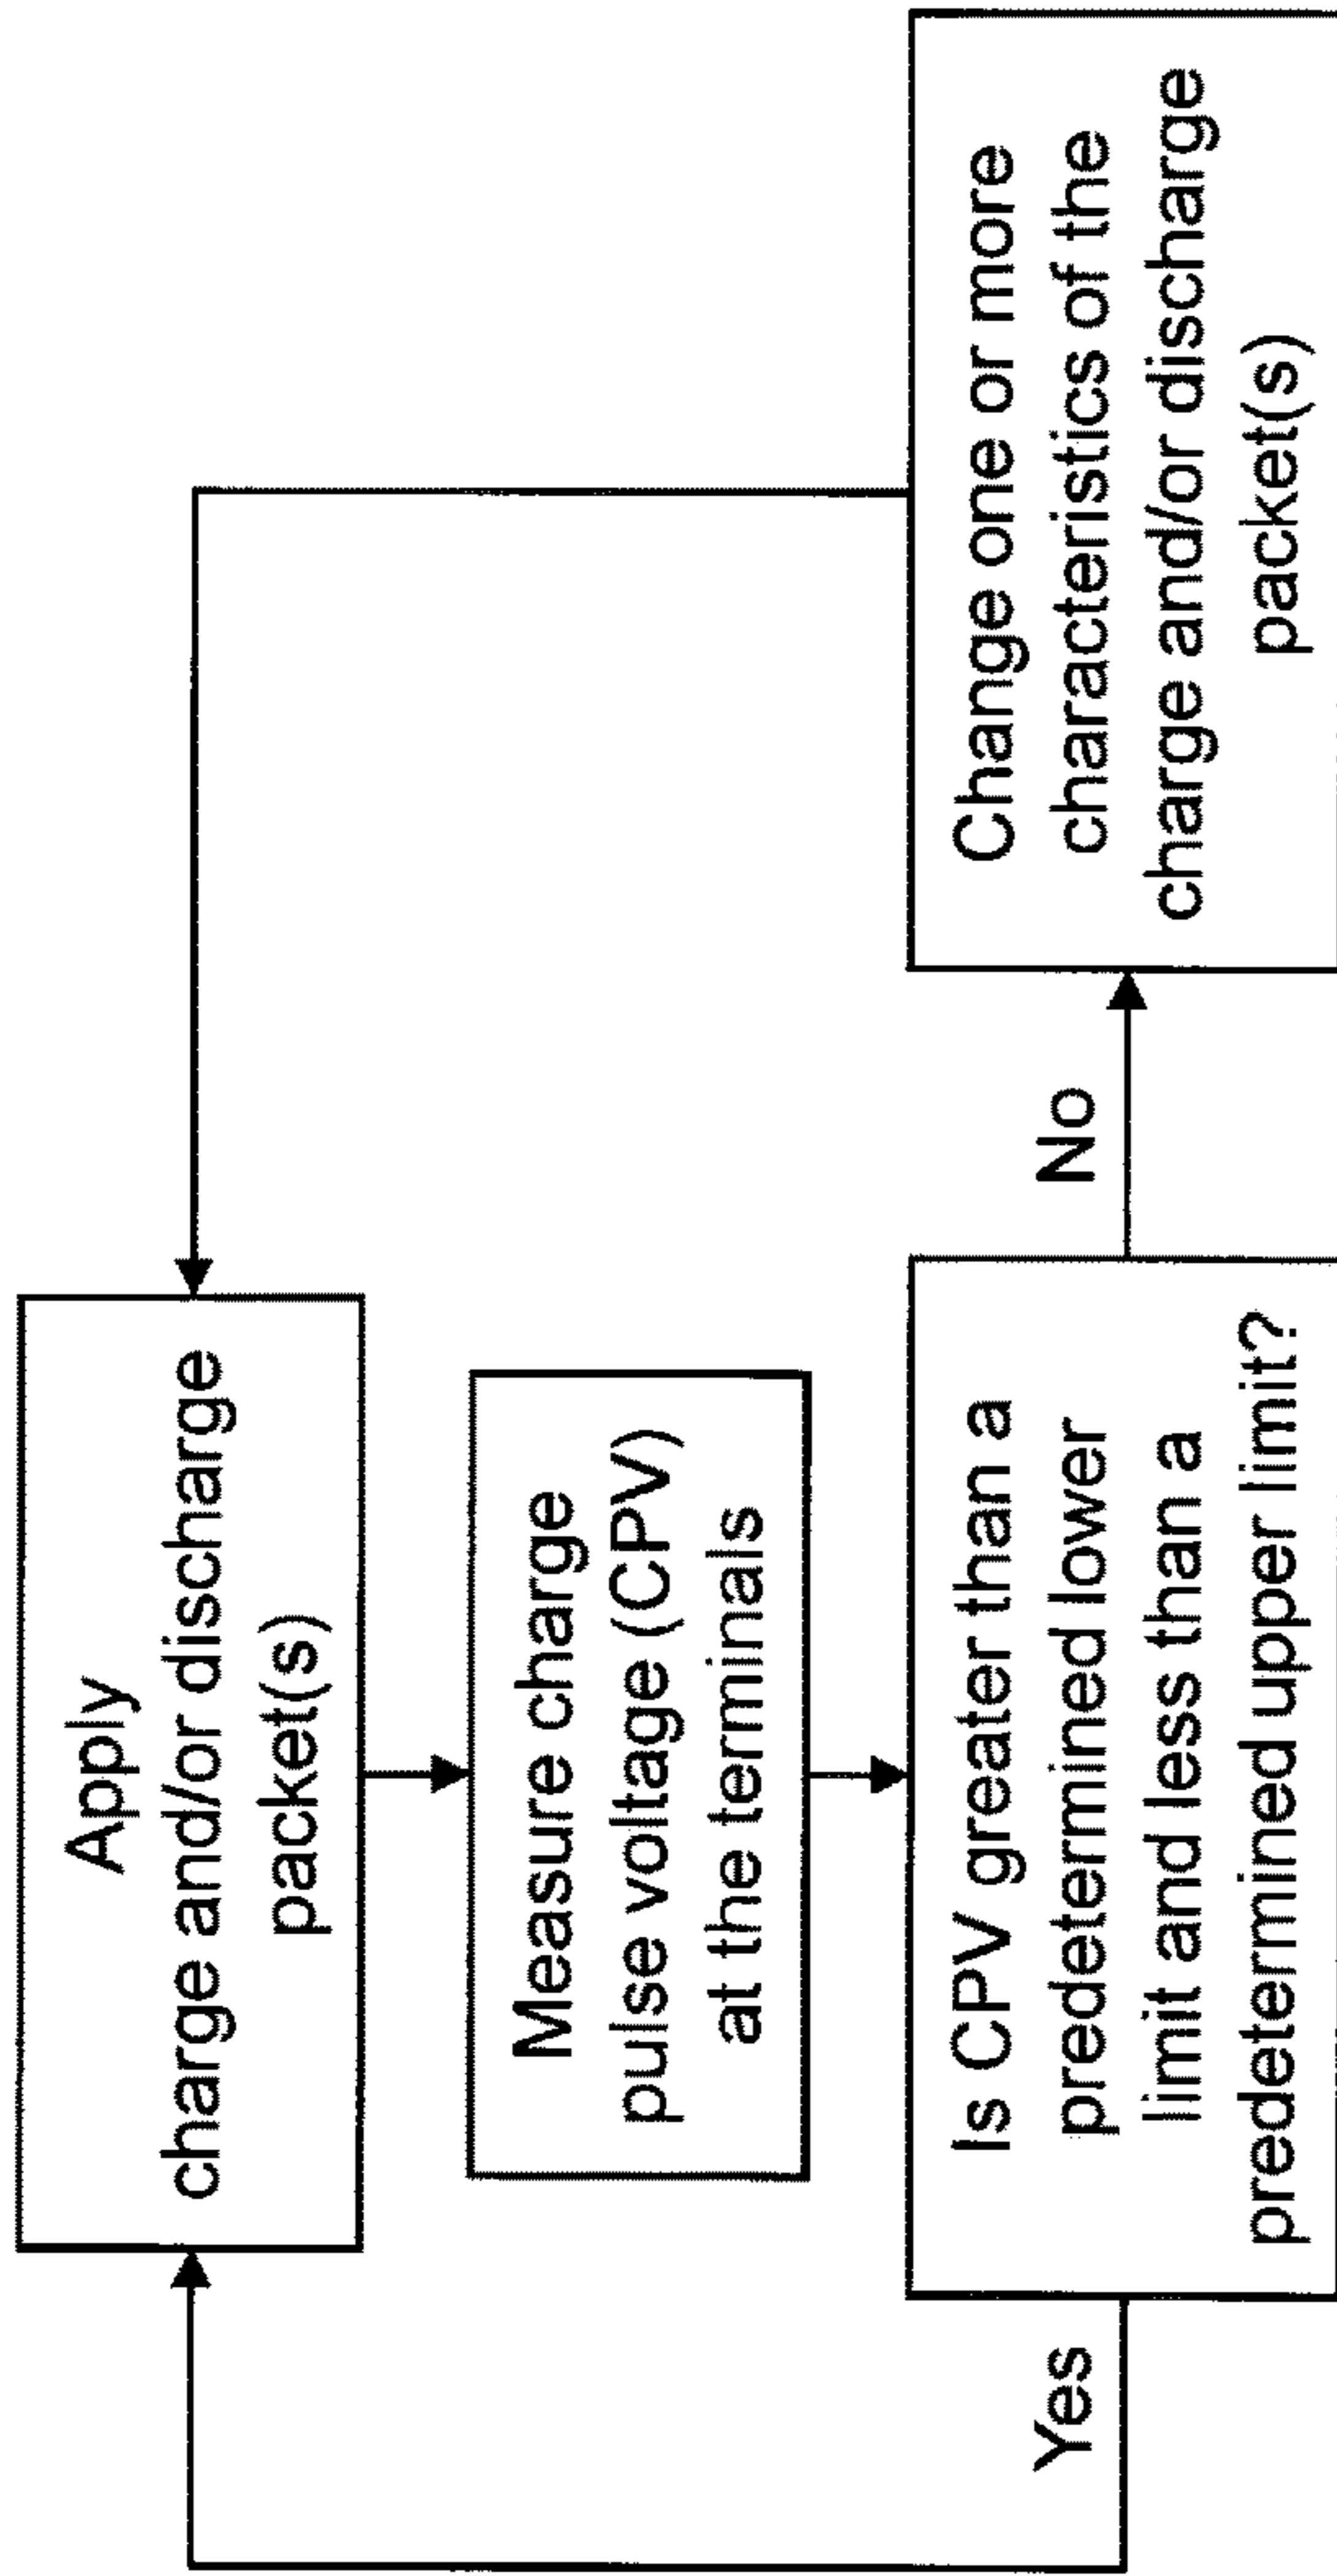 Apply
charge and/or discharge
packet(s)
Measure charge
pulse voltage (CPV)
at the terminals
Is CPV greater than a
predetermined lower
limit and less than a
predetermined upper limit?
Yes
No
Change one or more
characteristics of the
charge and/or discharge
packet(s)